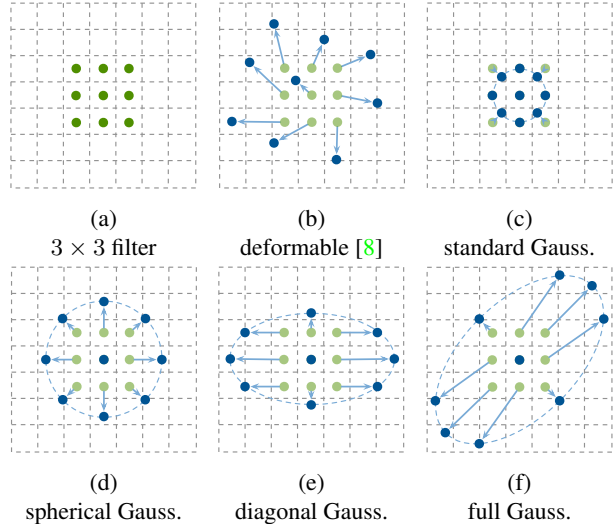 (a) (b) (c)
3 × 3 filter deformable [8] standard Gauss.
(d) (e) (f)
spherical Gauss. diagonal Gauss. full Gauss.